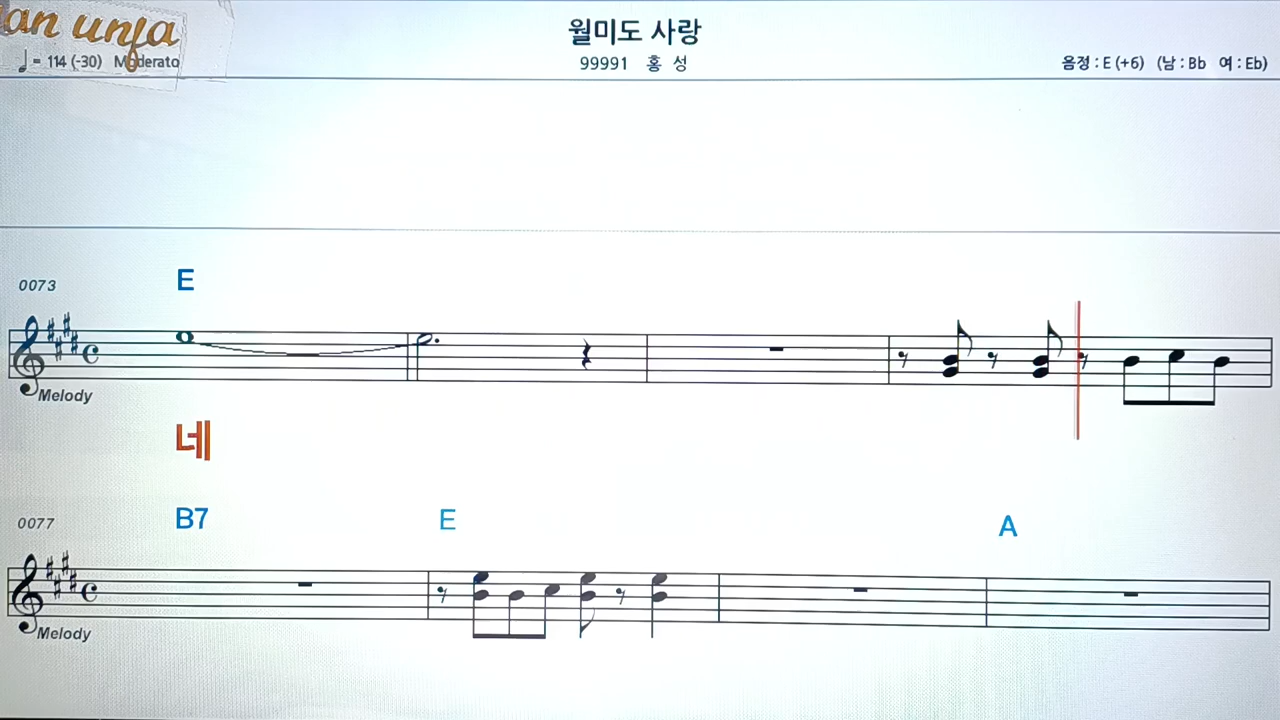 an unfa
월미도 사랑
♩= 114 (-30) Moderato
99991 홍 성
음정 : E (+6) (남 : Bb 여 : Eb)
0073
E
Melody
네
0077
B7 E A
Melody